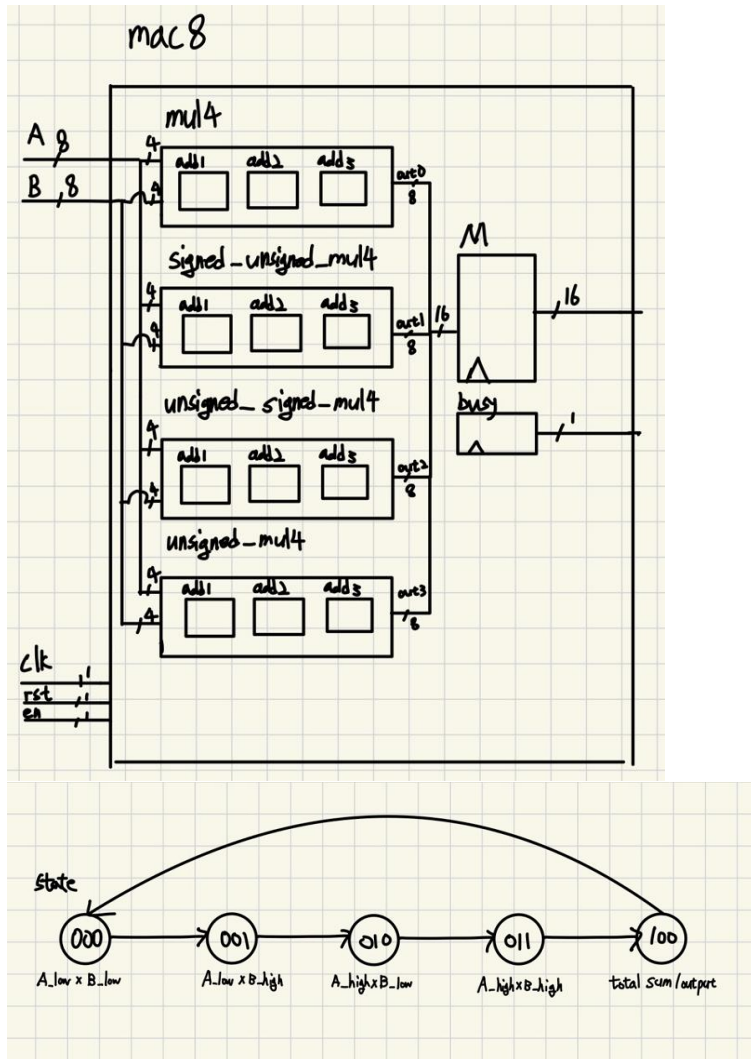 mac8
A 8
B 8
mul4
4
4
add1 add2 add3
out0
8
signed_unsigned_mul4
4
4
add1 add2 add3
out1
8
16
M
16
unsigned_signed_mul4
4
4
add1 add2 add3
out2
8
busy
1
unsigned_mul4
4
4
add1 add2 add3
out3
8
clk 1
rst 1
en 1
state
000 001 010 011 100
A_low x B_low A_low x B_high A_high x B_low A_high x B_high total sum/output